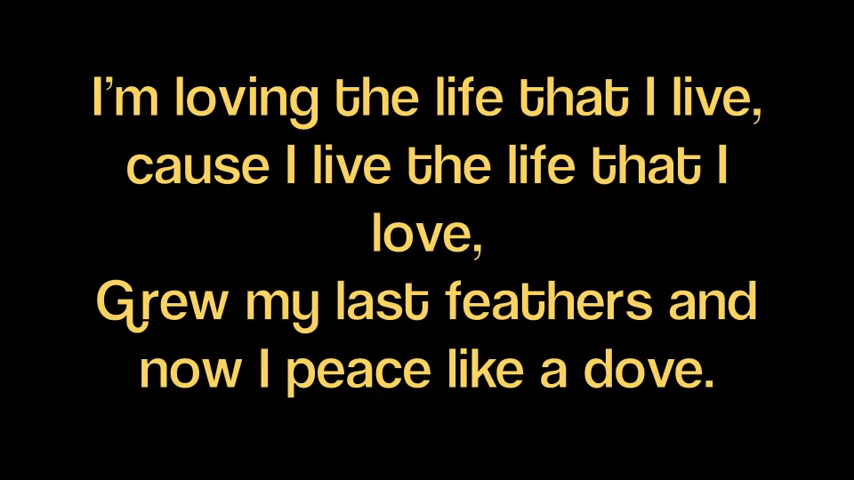 I'm loving the life that I live,
cause I live the life that I
love,
Grew my last feathers and
now I peace like a dove.